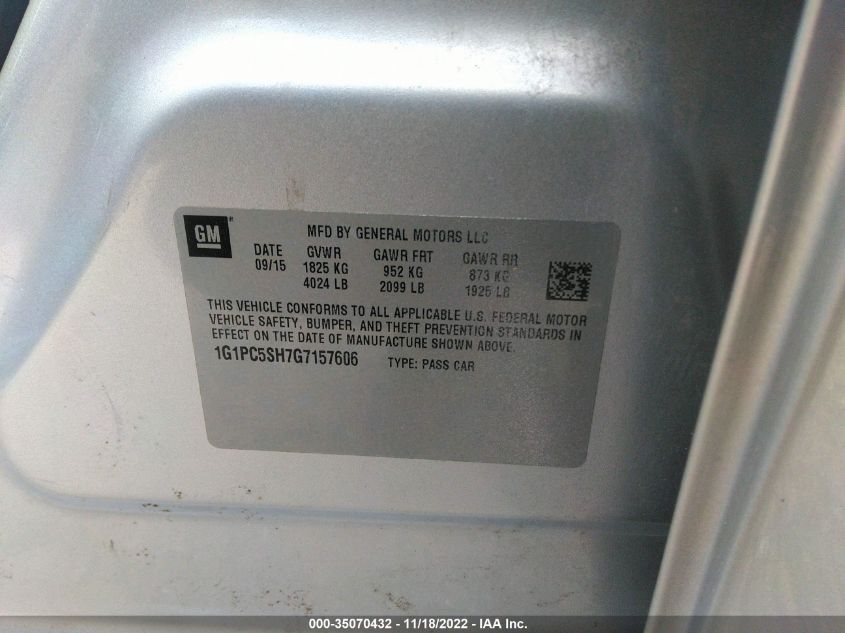 GM
MFD BY GENERAL MOTORS LLC
DATE GVWR GAWR FRT GAWR RR
09/15 1825 KG 952 KG 873 KG
4024 LB 2099 LB 1925 LB
THIS VEHICLE CONFORMS TO ALL APPLICABLE U.S. FEDERAL MOTOR
VEHICLE SAFETY, BUMPER, AND THEFT PREVENTION STANDARDS IN
EFFECT ON THE DATE OF MANUFACTURE SHOWN ABOVE.
1G1PC5SH7G7157606 TYPE: PASS CAR
000-35070432 - 11/18/2022 - IAA Inc.